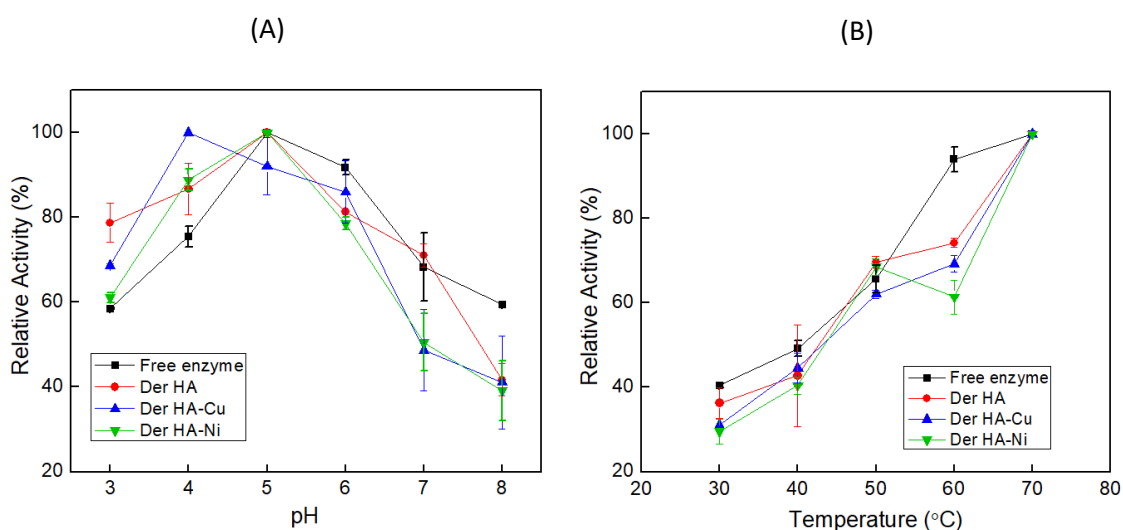 (A)
Relative Activity (%)
100
80
60
40
20
3 4 5 6 7 8
pH
Free enzyme
Der HA
Der HA-Cu
Der HA-Ni
(B)
Relative Activity (%)
100
80
60
40
20
20 30 40 50 60 70 80
Temperature (°C)
Free enzyme
Der HA
Der HA-Cu
Der HA-Ni